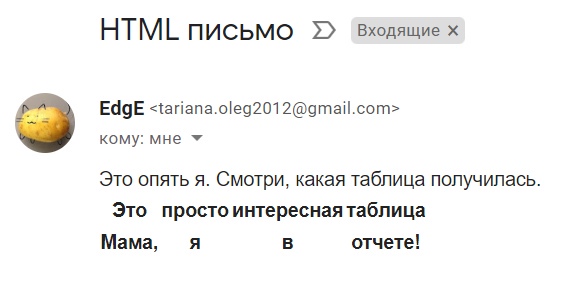 HTML письмо
Входящие ×
EdgE <tariana.oleg2012@gmail.com>
кому: мне
Это опять я. Смотри, какая таблица получилась.
Это просто интересная таблица
Мама, я в отчете!